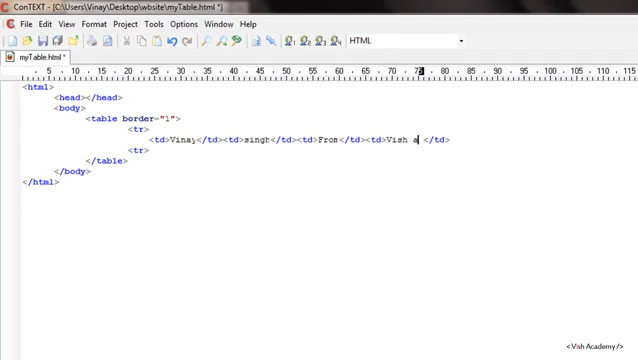 ConTEXT - [C:\Users\Vinay\Desktop\wbsite\myTable.html *]
File Edit View Project Format Tools Options Window Help
HTML
myTable.html *
5 10 15 20 25 30 35 40 45 50 55 60 65 70 75 80 85 90 95 100 105 110 115
<html>
<head></head>
<body>
<table border="1">
<tr>
<td>Vinay</td><td>singh</td><td>From</td><td>Vish a </td>
<tr>
</table>
</body>
</html>
<Vish Academy/>